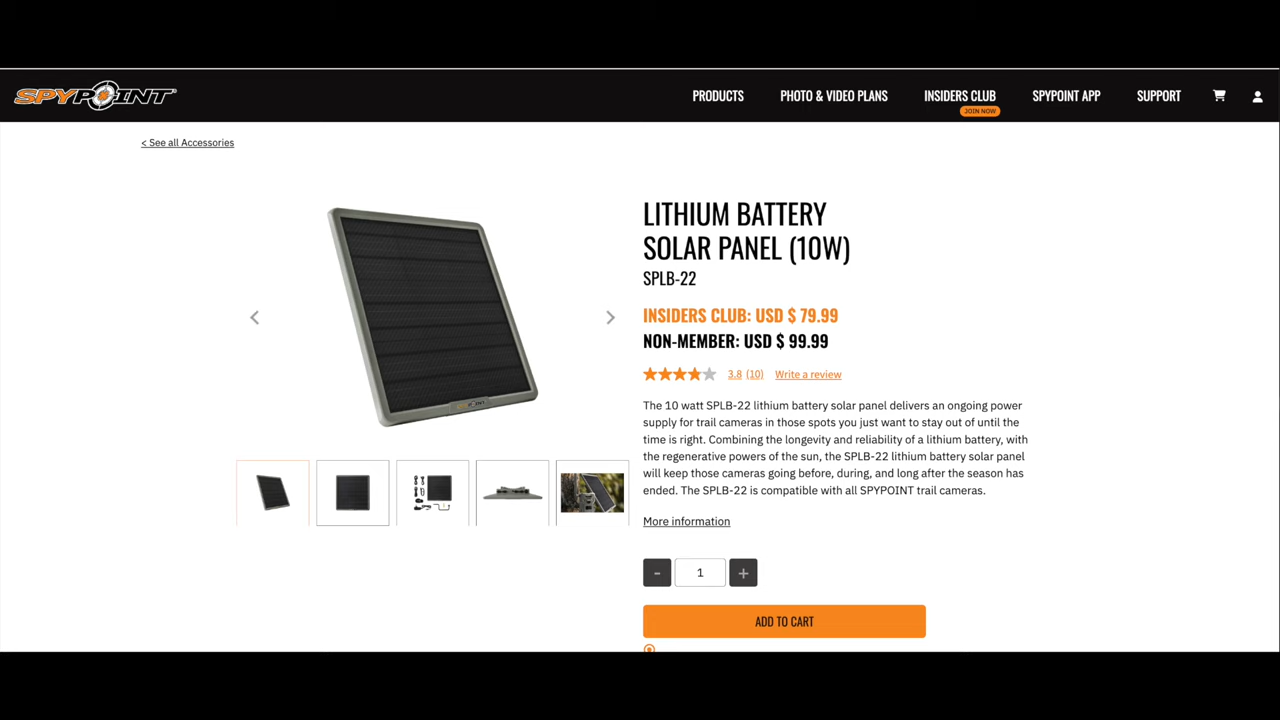 SPYPOINT
PRODUCTS
PHOTO & VIDEO PLANS
INSIDERS CLUB
JOIN NOW
SPYPOINT APP
SUPPORT
< See all Accessories
LITHIUM BATTERY
SOLAR PANEL (10W)
SPLB-22
INSIDERS CLUB: USD $ 79.99
NON-MEMBER: USD $ 99.99
3.8 (10) Write a review
The 10 watt SPLB-22 lithium battery solar panel delivers an ongoing power
supply for trail cameras in those spots you just want to stay out of until the
time is right. Combining the longevity and reliability of a lithium battery, with
the regenerative powers of the sun, the SPLB-22 lithium battery solar panel
will keep those cameras going before, during, and long after the season has
ended. The SPLB-22 is compatible with all SPYPOINT trail cameras.
More information
- 1 +
ADD TO CART